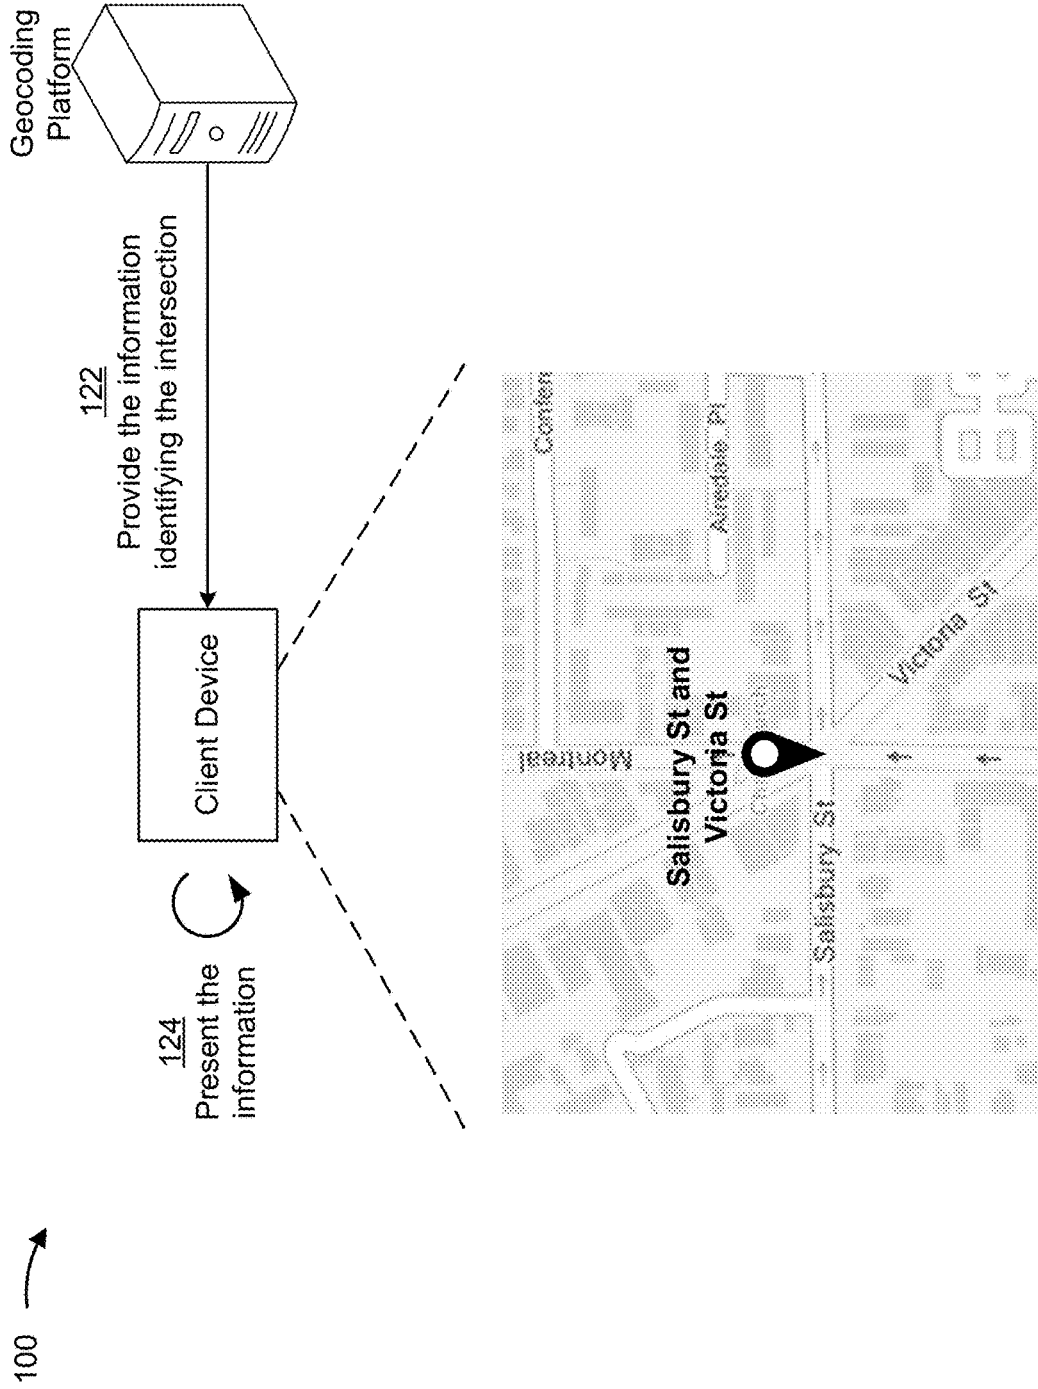 100
124
Present the
information
Client Device
122
Provide the information
identifying the intersection
Geocoding
Platform
Montreal
Salisbury St and
Victoria St
Salisbury St
Victoria St
Airedale Pl